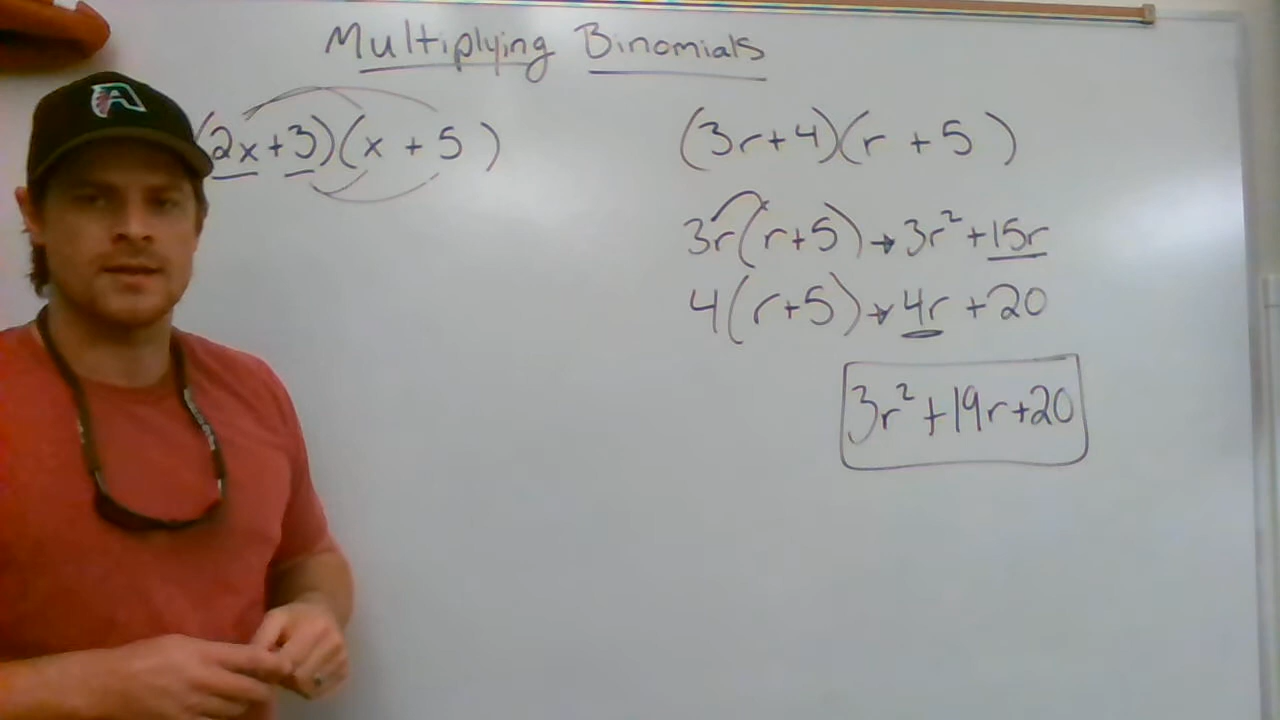 Multiplying Binomials
(2x+3)(x + 5)
(3r+4)(r + 5)
3r(r+5)→3r²+15r
4(r+5)→4r +20
3r²+19r+20
A